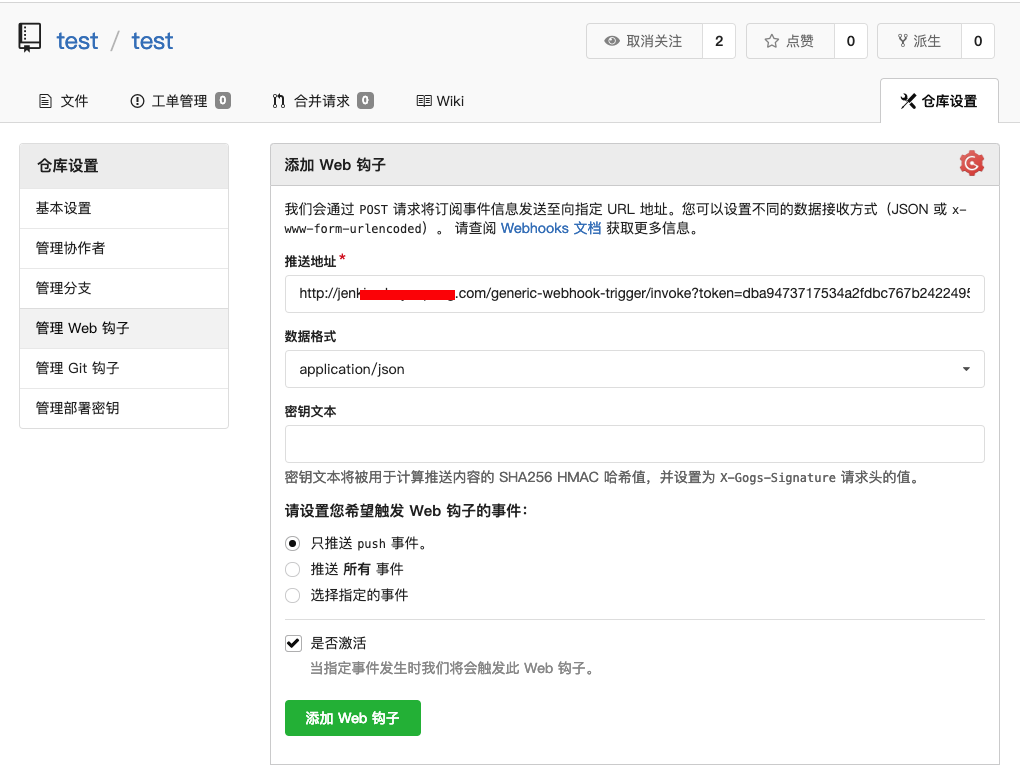 test / test
取消关注 2
点赞 0
派生 0
文件
工单管理 0
合并请求 0
Wiki
仓库设置
仓库设置
基本设置
管理协作者
管理分支
管理 Web 钩子
管理 Git 钩子
管理部署密钥
添加 Web 钩子
我们会通过 POST 请求将订阅事件信息发送至向指定 URL 地址。您可以设置不同的数据接收方式（JSON 或 x-
www-form-urlencoded）。 请查阅 Webhooks 文档 获取更多信息。
推送地址*
http://jenk .com/generic-webhook-trigger/invoke?token=dba9473717534a2fdbc767b2422495
数据格式
application/json
密钥文本
密钥文本将被用于计算推送内容的 SHA256 HMAC 哈希值，并设置为 X-Gogs-Signature 请求头的值。
请设置您希望触发 Web 钩子的事件：
只推送 push 事件。
推送 所有 事件
选择指定的事件
是否激活
当指定事件发生时我们将会触发此 Web 钩子。
添加 Web 钩子